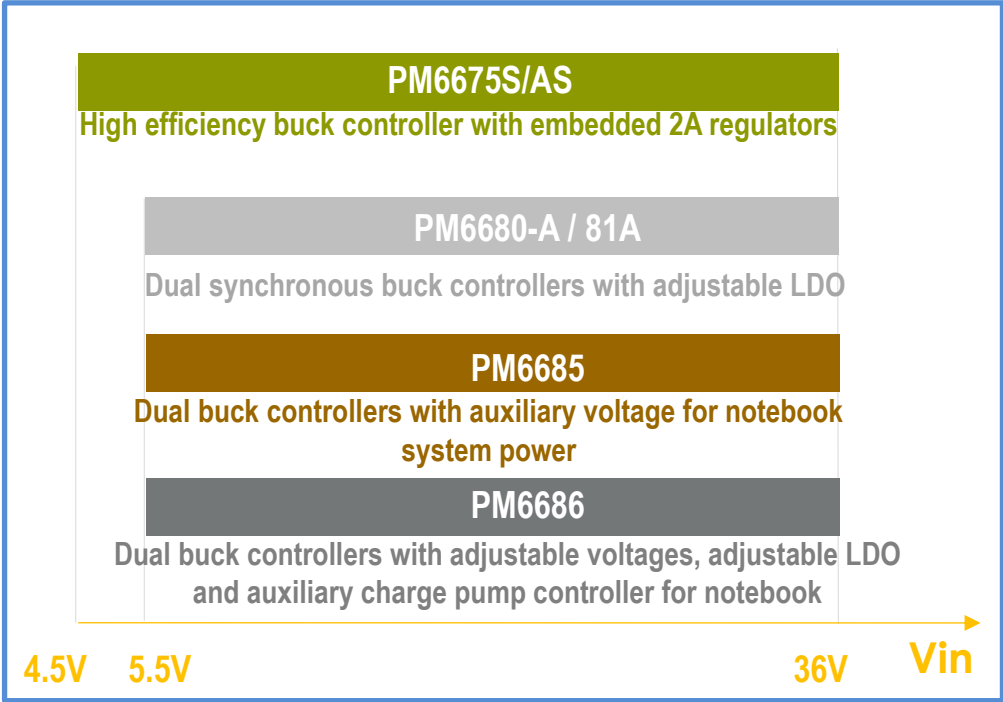 PM6675S/AS
High efficiency buck controller with embedded 2A regulators
PM6680-A / 81A
Dual synchronous buck controllers with adjustable LDO
PM6685
Dual buck controllers with auxiliary voltage for notebook
system power
PM6686
Dual buck controllers with adjustable voltages, adjustable LDO
and auxiliary charge pump controller for notebook
4.5V 5.5V 36V Vin